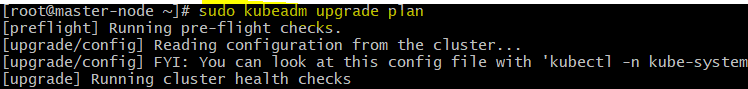 [root@master-node ~]# sudo kubeadm upgrade plan
[preflight] Running pre-flight checks.
[upgrade/config] Reading configuration from the cluster...
[upgrade/config] FYI: You can look at this config file with 'kubectl -n kube-system
[upgrade] Running cluster health checks